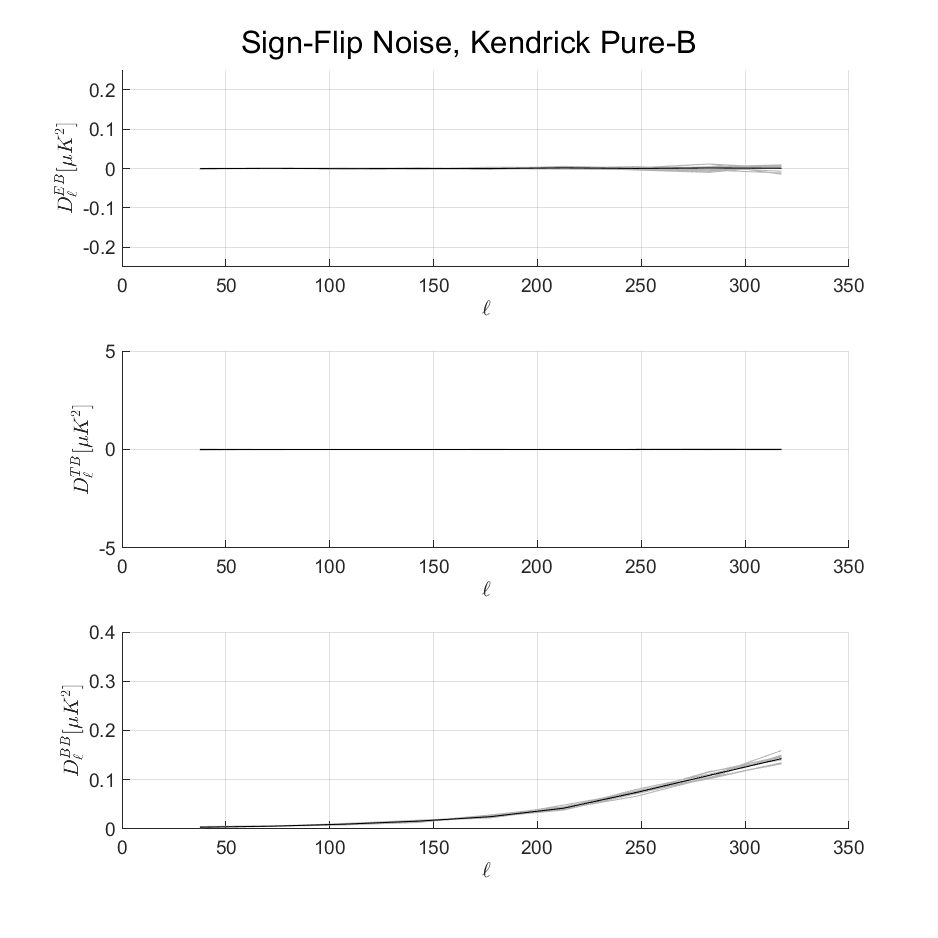 Sign-Flip Noise, Kendrick Pure-B
D_ℓ^{EB}[μK^2]
0.2
0.1
0
-0.1
-0.2
0 50 100 150 200 250 300 350
ℓ
D_ℓ^{TB}[μK^2]
5
0
-5
0 50 100 150 200 250 300 350
ℓ
D_ℓ^{BB}[μK^2]
0.4
0.3
0.2
0.1
0
0 50 100 150 200 250 300 350
ℓ